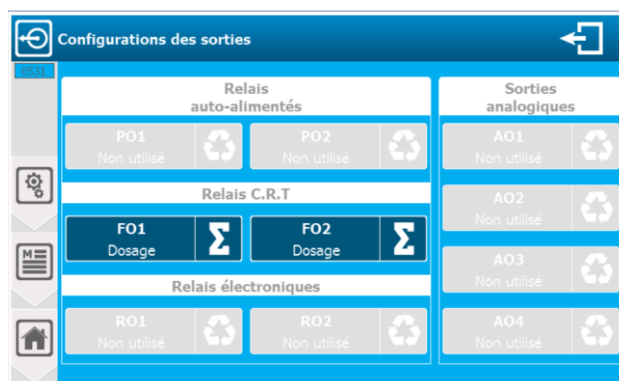 Configurations des sorties
0531
Relais
auto-alimentés
PO1
Non utilisé
PO2
Non utilisé
Relais C.R.T
FO1
Dosage
Σ
FO2
Dosage
Σ
Relais électroniques
RO1
Non utilisé
RO2
Non utilisé
Sorties
analogiques
AO1
Non utilisé
AO2
Non utilisé
AO3
Non utilisé
AO4
Non utilisé
M